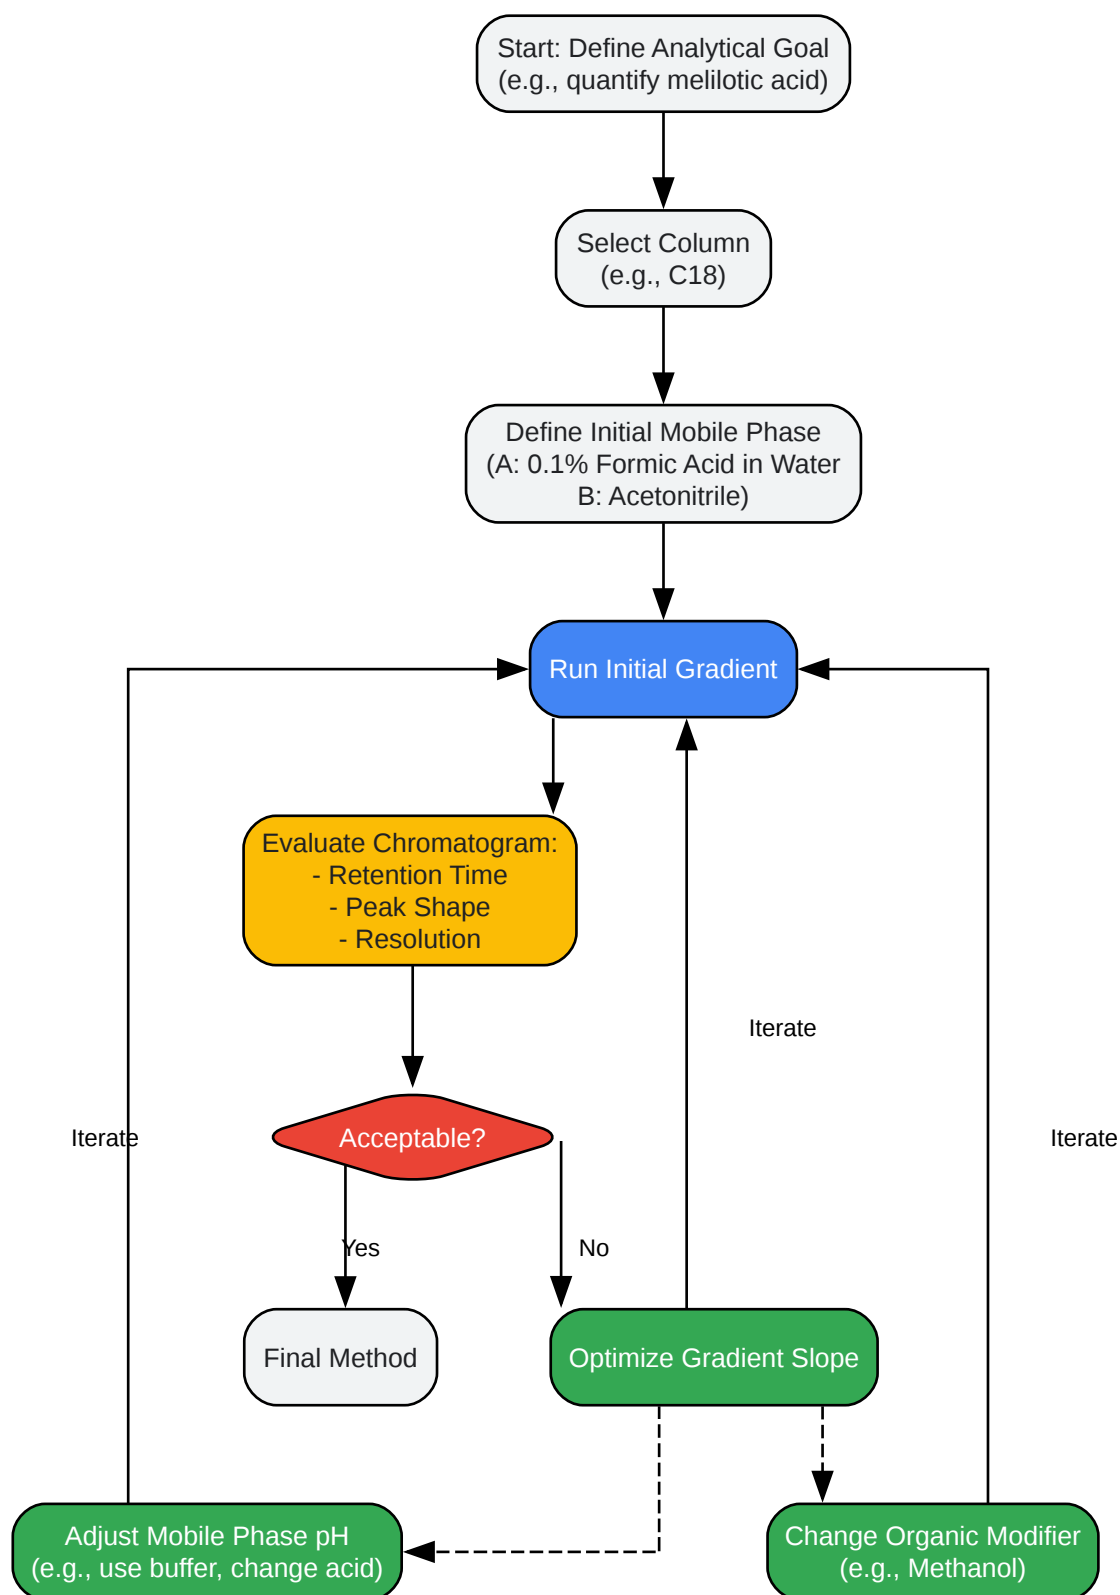 Start: Define Analytical Goal
(e.g., quantify melilotic acid)
Select Column
(e.g., C18)
Define Initial Mobile Phase
(A: 0.1% Formic Acid in Water
B: Acetonitrile)
Run Initial Gradient
Evaluate Chromatogram:
- Retention Time
- Peak Shape
- Resolution
Iterate
Iterate
Acceptable?
Iterate
Yes
No
Final Method
Optimize Gradient Slope
Adjust Mobile Phase pH
(e.g., use buffer, change acid)
Change Organic Modifier
(e.g., Methanol)